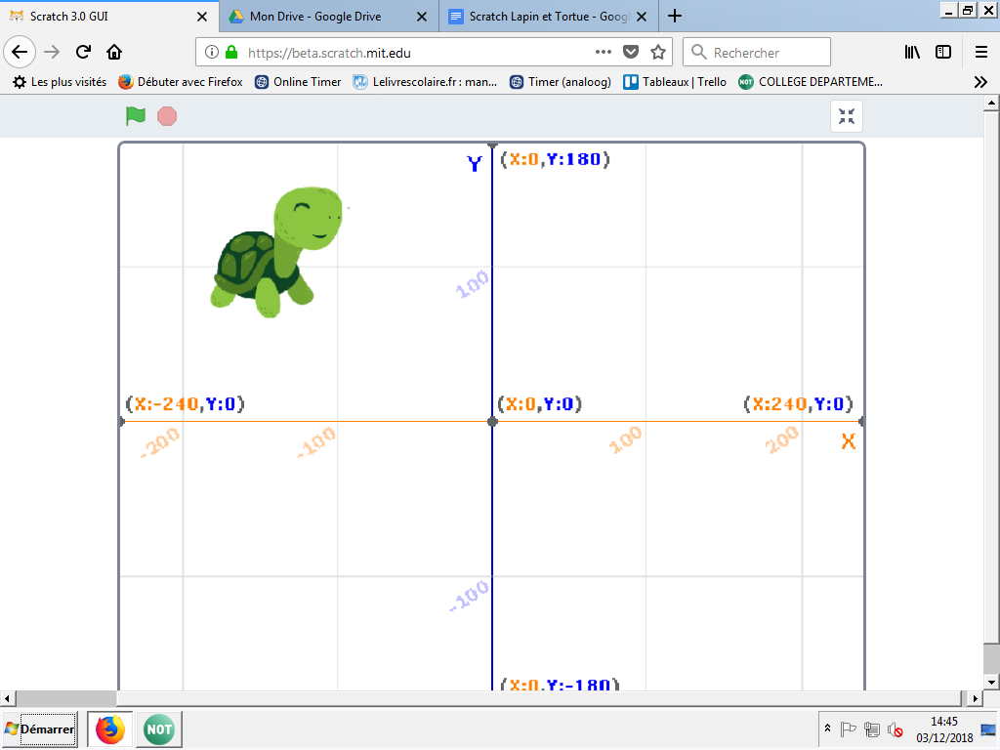 Scratch 3.0 GUI
Mon Drive - Google Drive
Scratch Lapin et Tortue - Goog
https://beta.scratch.mit.edu
Rechercher
Les plus visités
Débuter avec Firefox
Online Timer
Lelivrescolaire.fr : man...
Timer (analoog)
Tableaux | Trello
NOT
COLLEGE DEPARTEME...
Y
(X:0,Y:180)
100
(X:-240,Y:0)
(X:0,Y:0)
(X:240,Y:0)
-200
-100
100
200
X
-100
(X:0,Y:-180)
Démarrer
NOT
14:45
03/12/2018